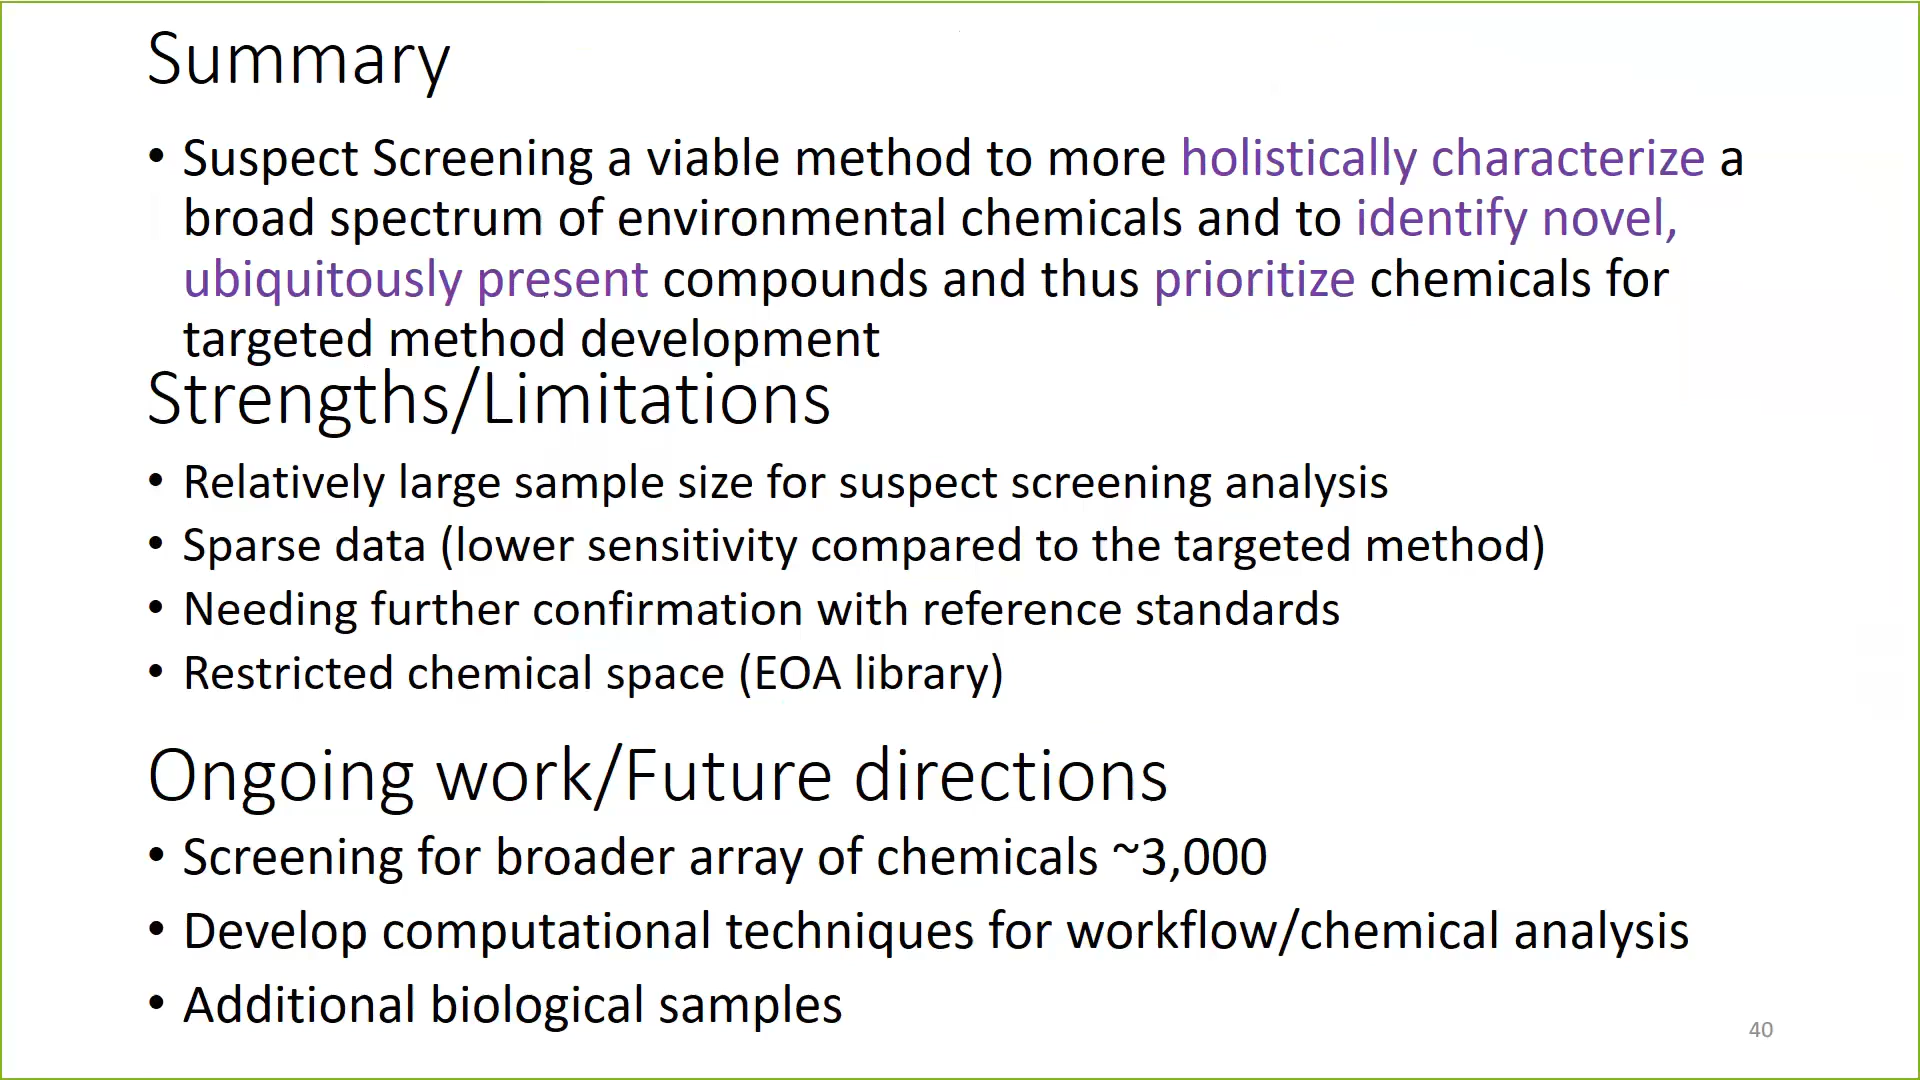 Summary
• Suspect Screening a viable method to more holistically characterize a
broad spectrum of environmental chemicals and to identify novel,
ubiquitously present compounds and thus prioritize chemicals for
targeted method development
Strengths/Limitations
• Relatively large sample size for suspect screening analysis
• Sparse data (lower sensitivity compared to the targeted method)
• Needing further confirmation with reference standards
• Restricted chemical space (EOA library)
Ongoing work/Future directions
• Screening for broader array of chemicals ~3,000
• Develop computational techniques for workflow/chemical analysis
• Additional biological samples
40